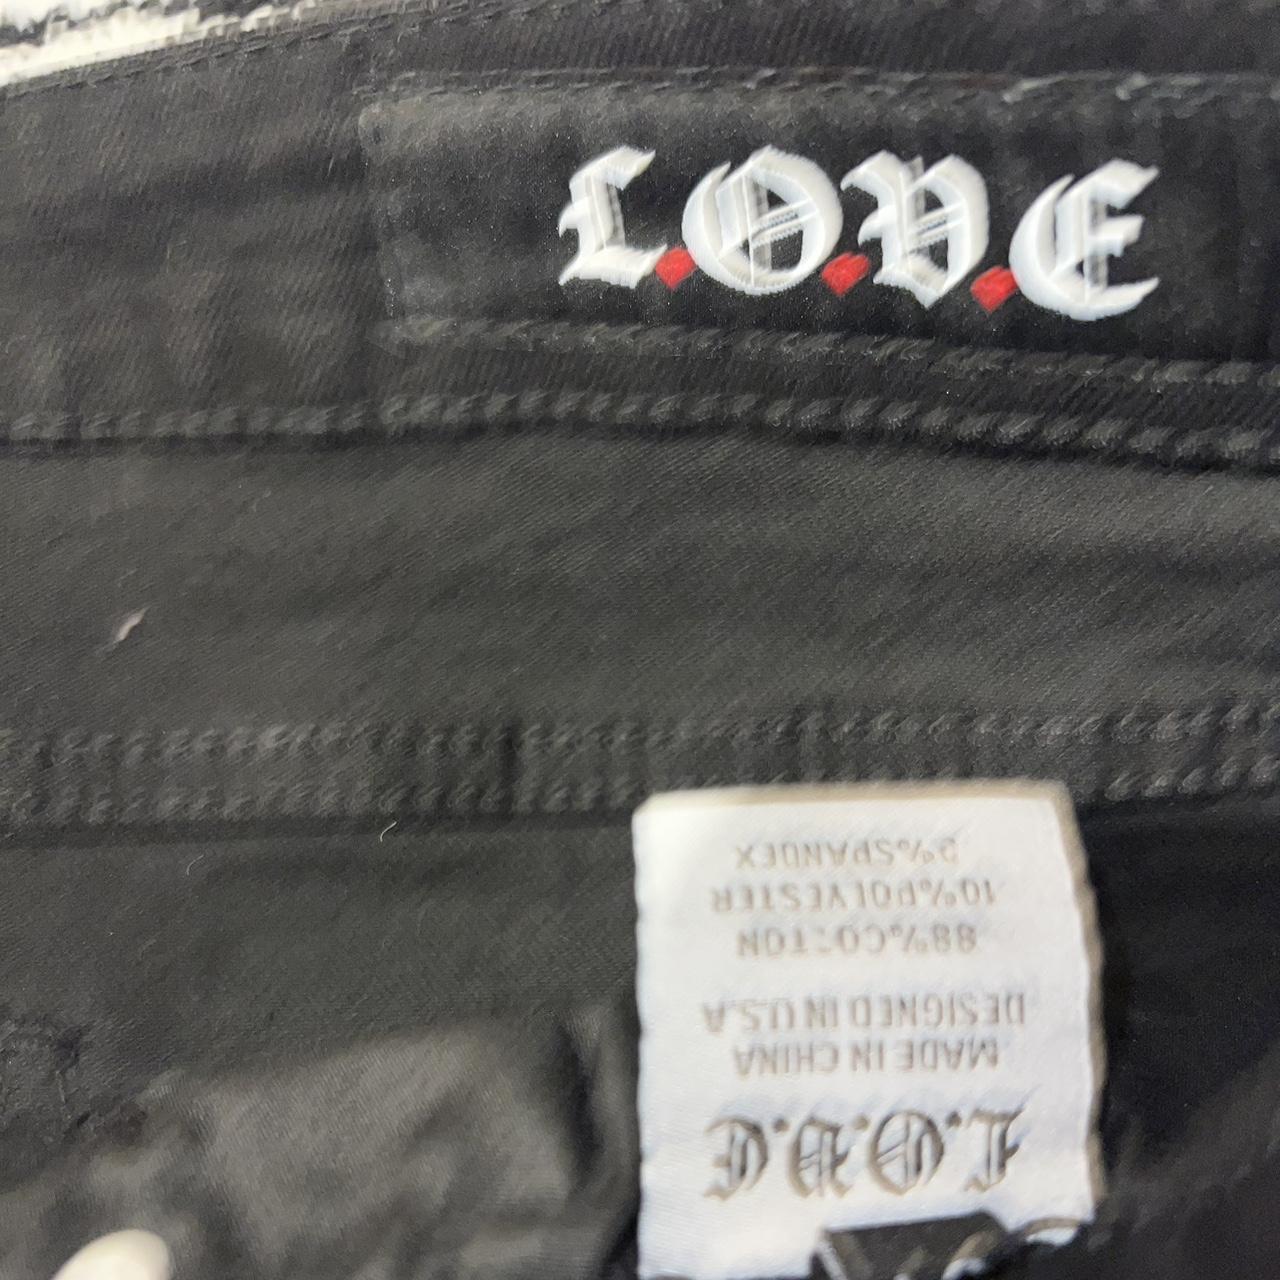 L.O.V.E
L.O.V.E
MADE IN CHINA
DESIGNED IN U.S.A
88%COTTON
10%POLYESTER
2%SPANDEX